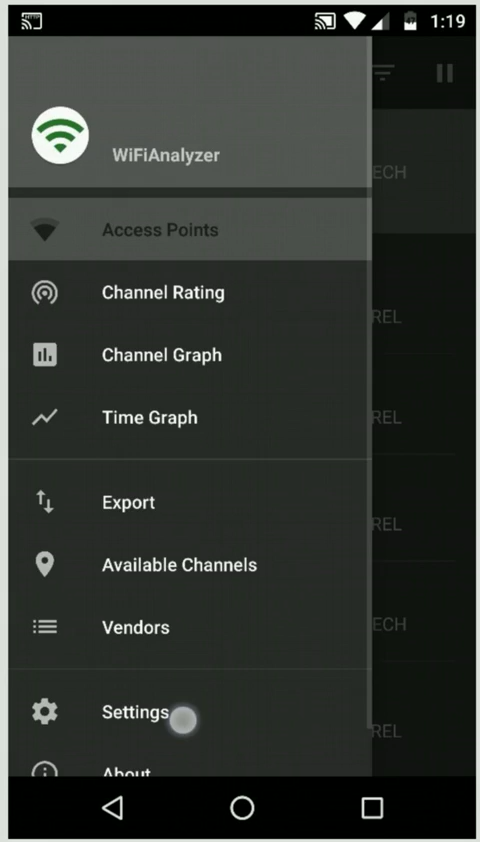 1:19
WiFiAnalyzer
ECH
Access Points
Channel Rating
REL
Channel Graph
Time Graph
REL
Export
REL
Available Channels
Vendors
ECH
Settings
REL
About